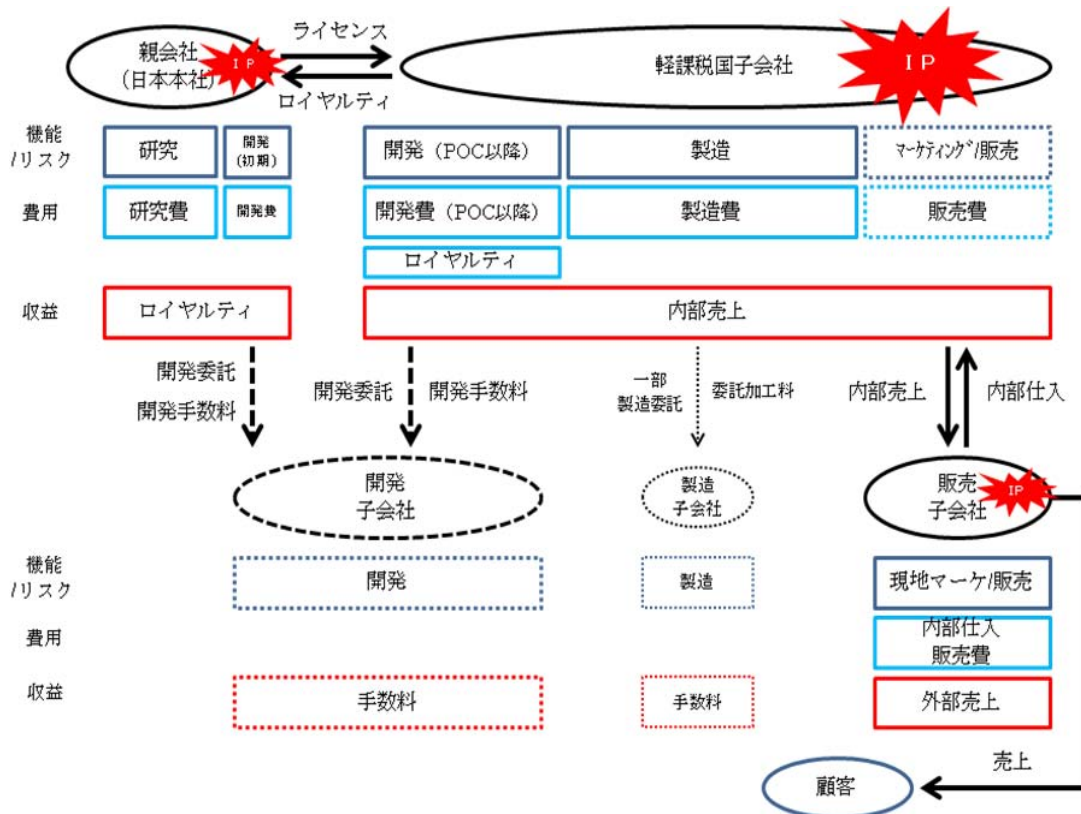 ライセンス
親会社
(日本本社)
ＩＰ
軽課税国子会社
ＩＰ
ロイヤルティ
機能
/リスク
研究
開発
(初期)
開発（POC以降）
製造
ﾏｰｹﾃｨﾝｸﾞ/販売
費用
研究費
開発費
開発費（POC以降）
製造費
販売費
ロイヤルティ
収益
ロイヤルティ
内部売上
開発委託
開発手数料
開発委託
開発手数料
一部
製造委託
委託加工料
内部売上
内部仕入
開発
子会社
製造
子会社
販売
子会社
IP
機能
/リスク
開発
製造
現地マーケ/販売
費用
内部仕入
販売費
収益
手数料
手数料
外部売上
売上
顧客